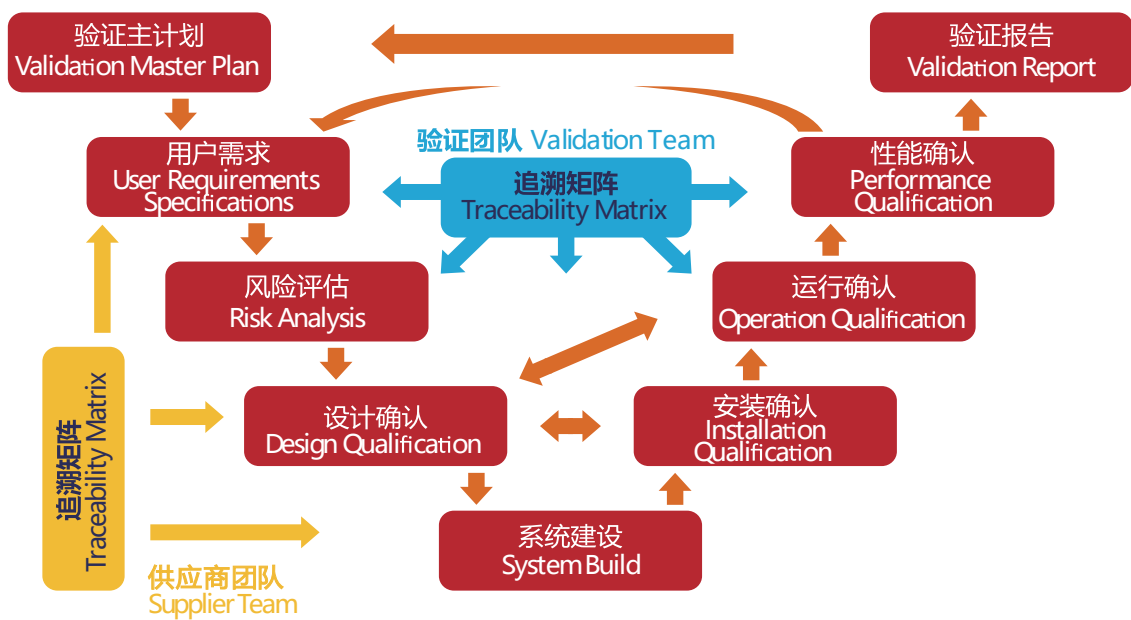 验证主计划
Validation Master Plan
验证报告
Validation Report
验证团队 Validation Team
用户需求
User Requirements
Specifications
追溯矩阵
Traceability Matrix
性能确认
Performance
Qualification
风险评估
Risk Analysis
运行确认
Operation Qualification
追溯矩阵
Traceability Matrix
设计确认
Design Qualification
安装确认
Installation
Qualification
系统建设
System Build
供应商团队
Supplier Team